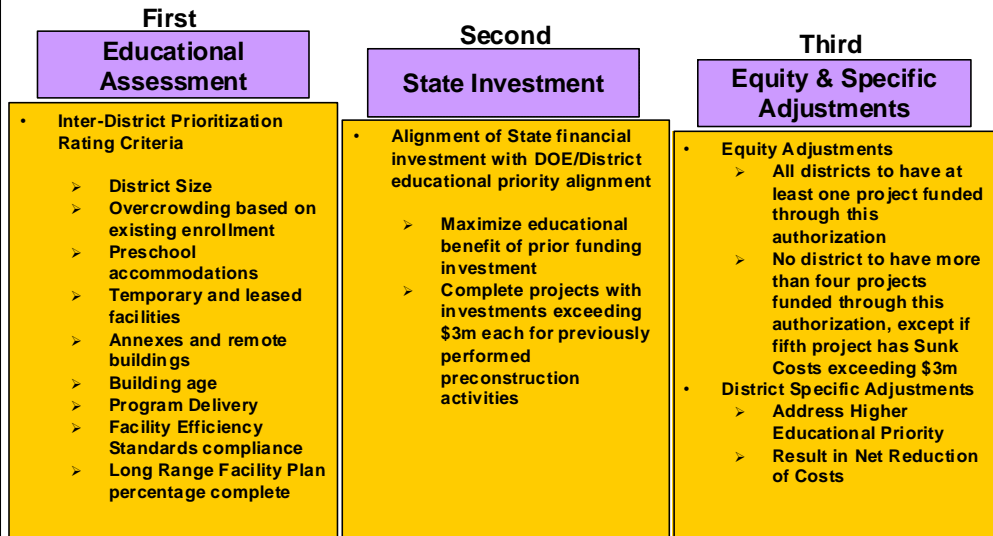 First
Educational
Assessment
• Inter-District Prioritization
Rating Criteria
➢ District Size
➢ Overcrowding based on
existing enrollment
➢ Preschool
accommodations
➢ Temporary and leased
facilities
➢ Annexes and remote
buildings
➢ Building age
➢ Program Delivery
➢ Facility Efficiency
Standards compliance
➢ Long Range Facility Plan
percentage complete
Second
State Investment
• Alignment of State financial
investment with DOE/District
educational priority alignment
➢ Maximize educational
benefit of prior funding
investment
➢ Complete projects with
investments exceeding
$3m each for previously
performed
preconstruction
activities
Third
Equity & Specific
Adjustments
• Equity Adjustments
➢ All districts to have at
least one project funded
through this
authorization
➢ No district to have more
than four projects
funded through this
authorization, except if
fifth project has Sunk
Costs exceeding $3m
• District Specific Adjustments
➢ Address Higher
Educational Priority
➢ Result in Net Reduction
of Costs